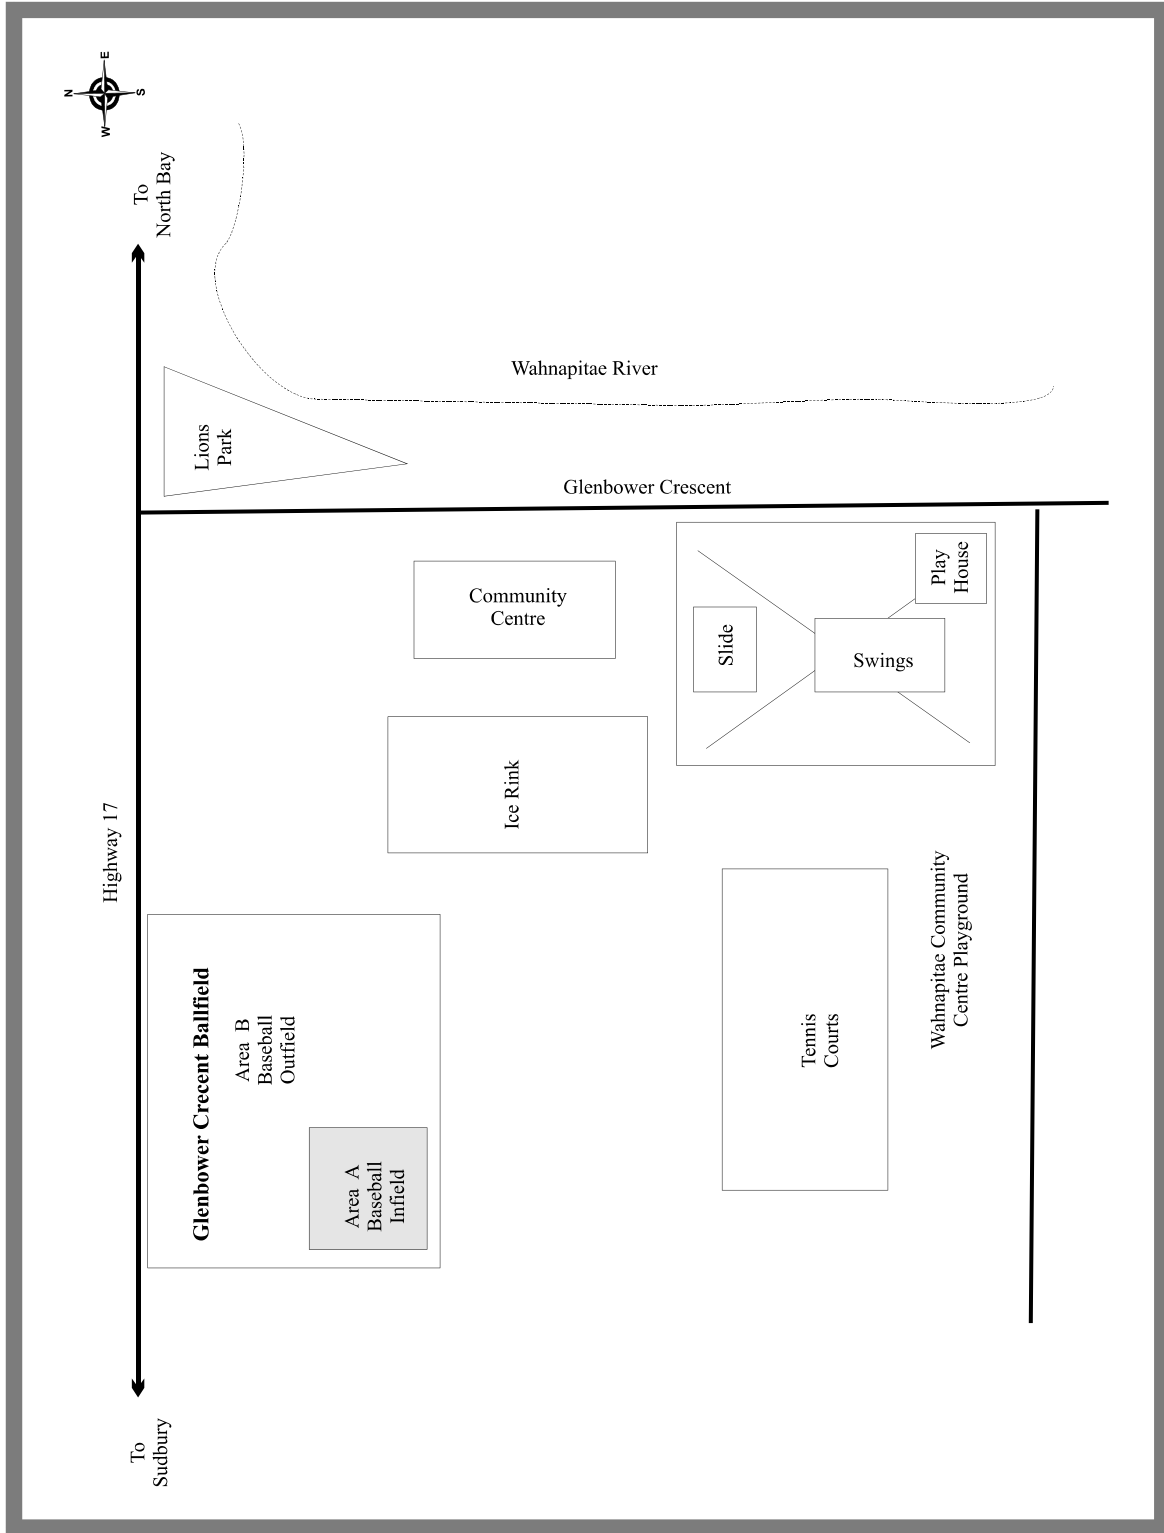 E
N
S
W
To
North Bay
Wahnapitae River
Lions
Park
Glenbower Crescent
Community
Centre
Play
House
Slide
Swings
Ice Rink
Highway 17
Glenbower Crecent Ballfield
Area B
Baseball
Outfield
Area A
Baseball
Infield
Tennis
Courts
Wahnapitae Community
Centre Playground
To
Sudbury